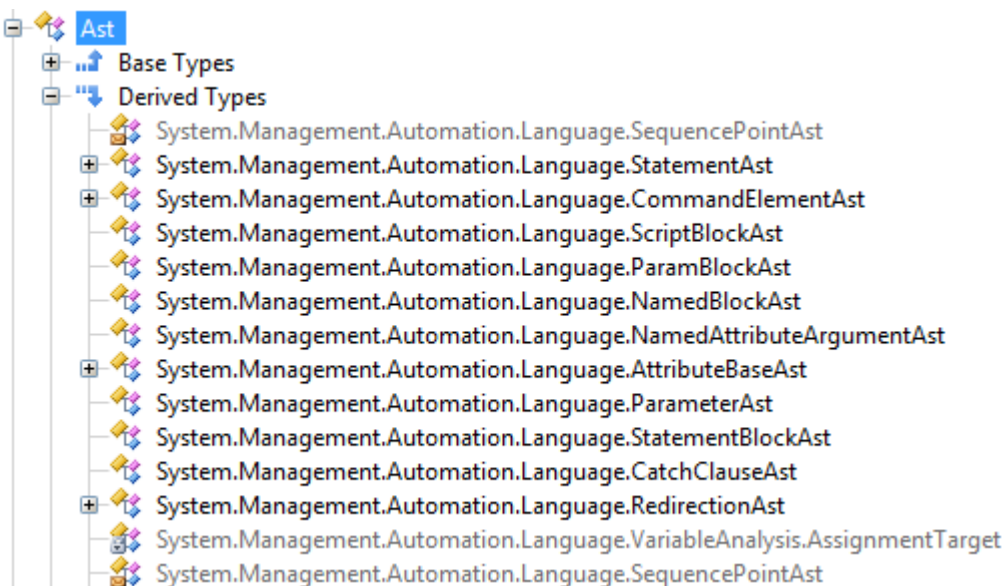 Ast
Base Types
Derived Types
System.Management.Automation.Language.SequencePointAst
System.Management.Automation.Language.StatementAst
System.Management.Automation.Language.CommandElementAst
System.Management.Automation.Language.ScriptBlockAst
System.Management.Automation.Language.ParamBlockAst
System.Management.Automation.Language.NamedBlockAst
System.Management.Automation.Language.NamedAttributeArgumentAst
System.Management.Automation.Language.AttributeBaseAst
System.Management.Automation.Language.ParameterAst
System.Management.Automation.Language.StatementBlockAst
System.Management.Automation.Language.CatchClauseAst
System.Management.Automation.Language.RedirectionAst
System.Management.Automation.Language.VariableAnalysis.AssignmentTarget
System.Management.Automation.Language.SequencePointAst